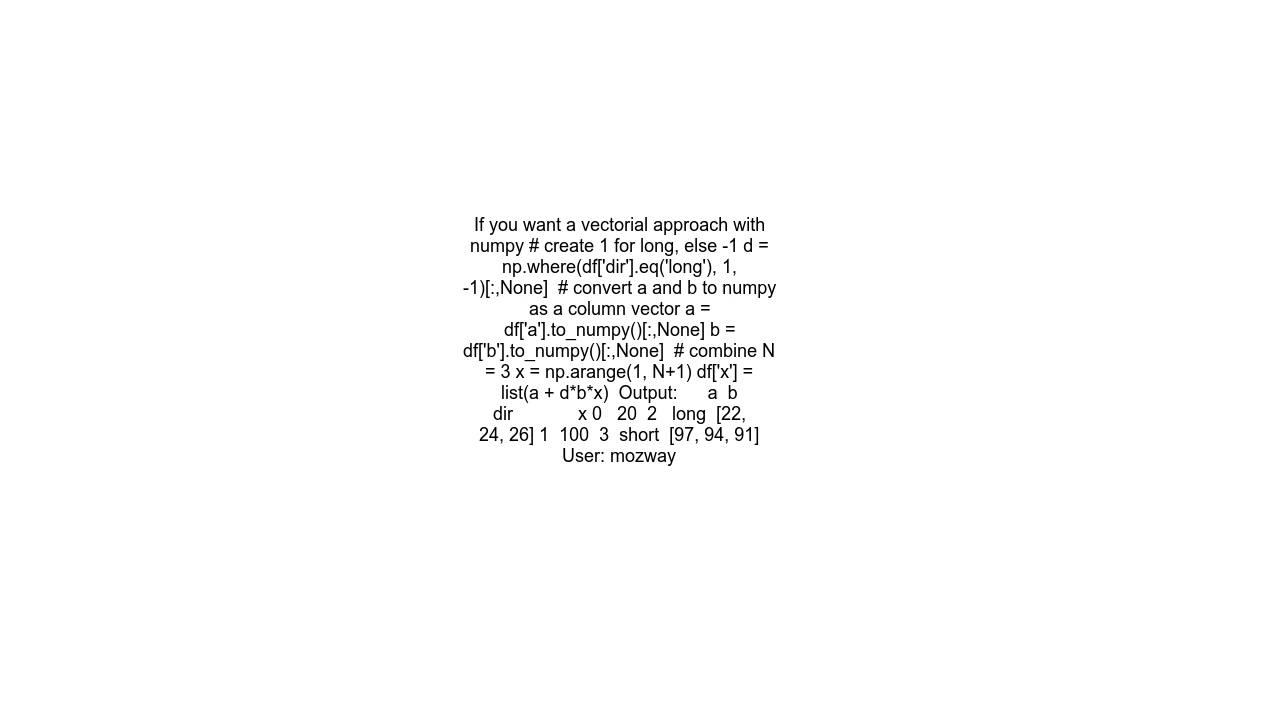 If you want a vectorial approach with
numpy # create 1 for long, else -1 d =
np.where(df['dir'].eq('long'), 1,
-1)[:,None]  # convert a and b to numpy
as a column vector a =
df['a'].to_numpy()[:,None] b =
df['b'].to_numpy()[:,None]  # combine N
= 3 x = np.arange(1, N+1) df['x'] =
list(a + d*b*x)  Output:      a  b
dir             x 0   20  2   long  [22,
24, 26] 1  100  3  short  [97, 94, 91]
User: mozway